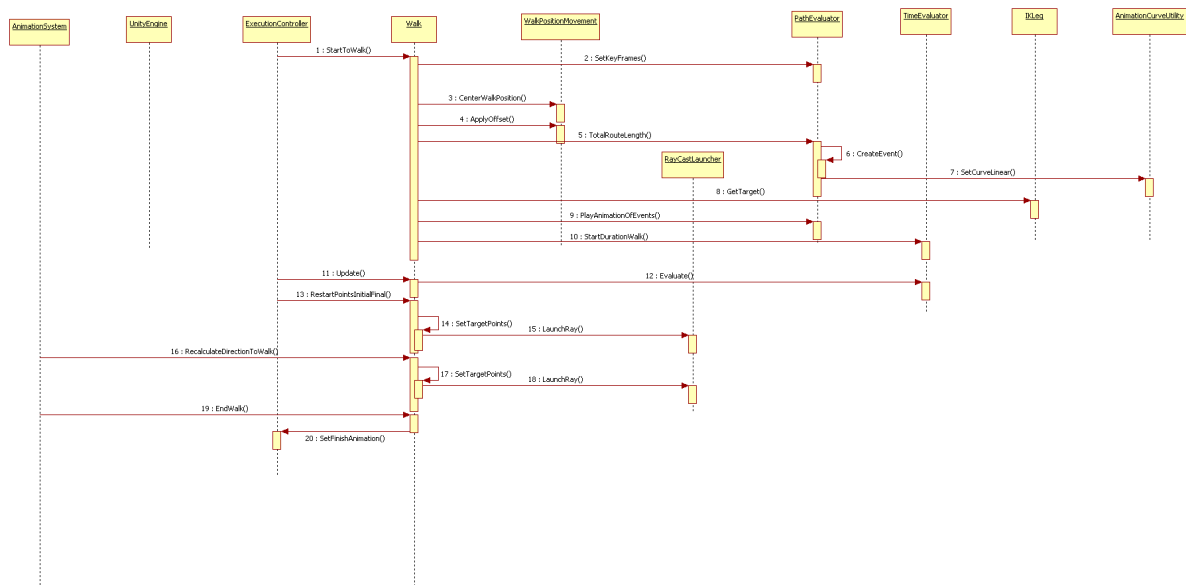 AnimationSystem
UnityEngine
ExecutionController
Walk
WalkPositionMovement
PathEvaluator
TimeEvaluator
IKLeg
AnimationCurveUtility
1 : StartToWalk()
2 : SetKeyFrames()
3 : CenterWalkPosition()
4 : ApplyOffset()
5 : TotalRouteLength()
6 : CreateEvent()
RayCastLauncher
7 : SetCurveLinear()
8 : GetTarget()
9 : PlayAnimationOfEvents()
10 : StartDurationWalk()
11 : Update()
12 : Evaluate()
13 : RestartPointsInitialFinal()
14 : SetTargetPoints()
15 : LaunchRay()
16 : RecalculateDirectionToWalk()
17 : SetTargetPoints()
18 : LaunchRay()
19 : EndWalk()
20 : SetFinishAnimation()